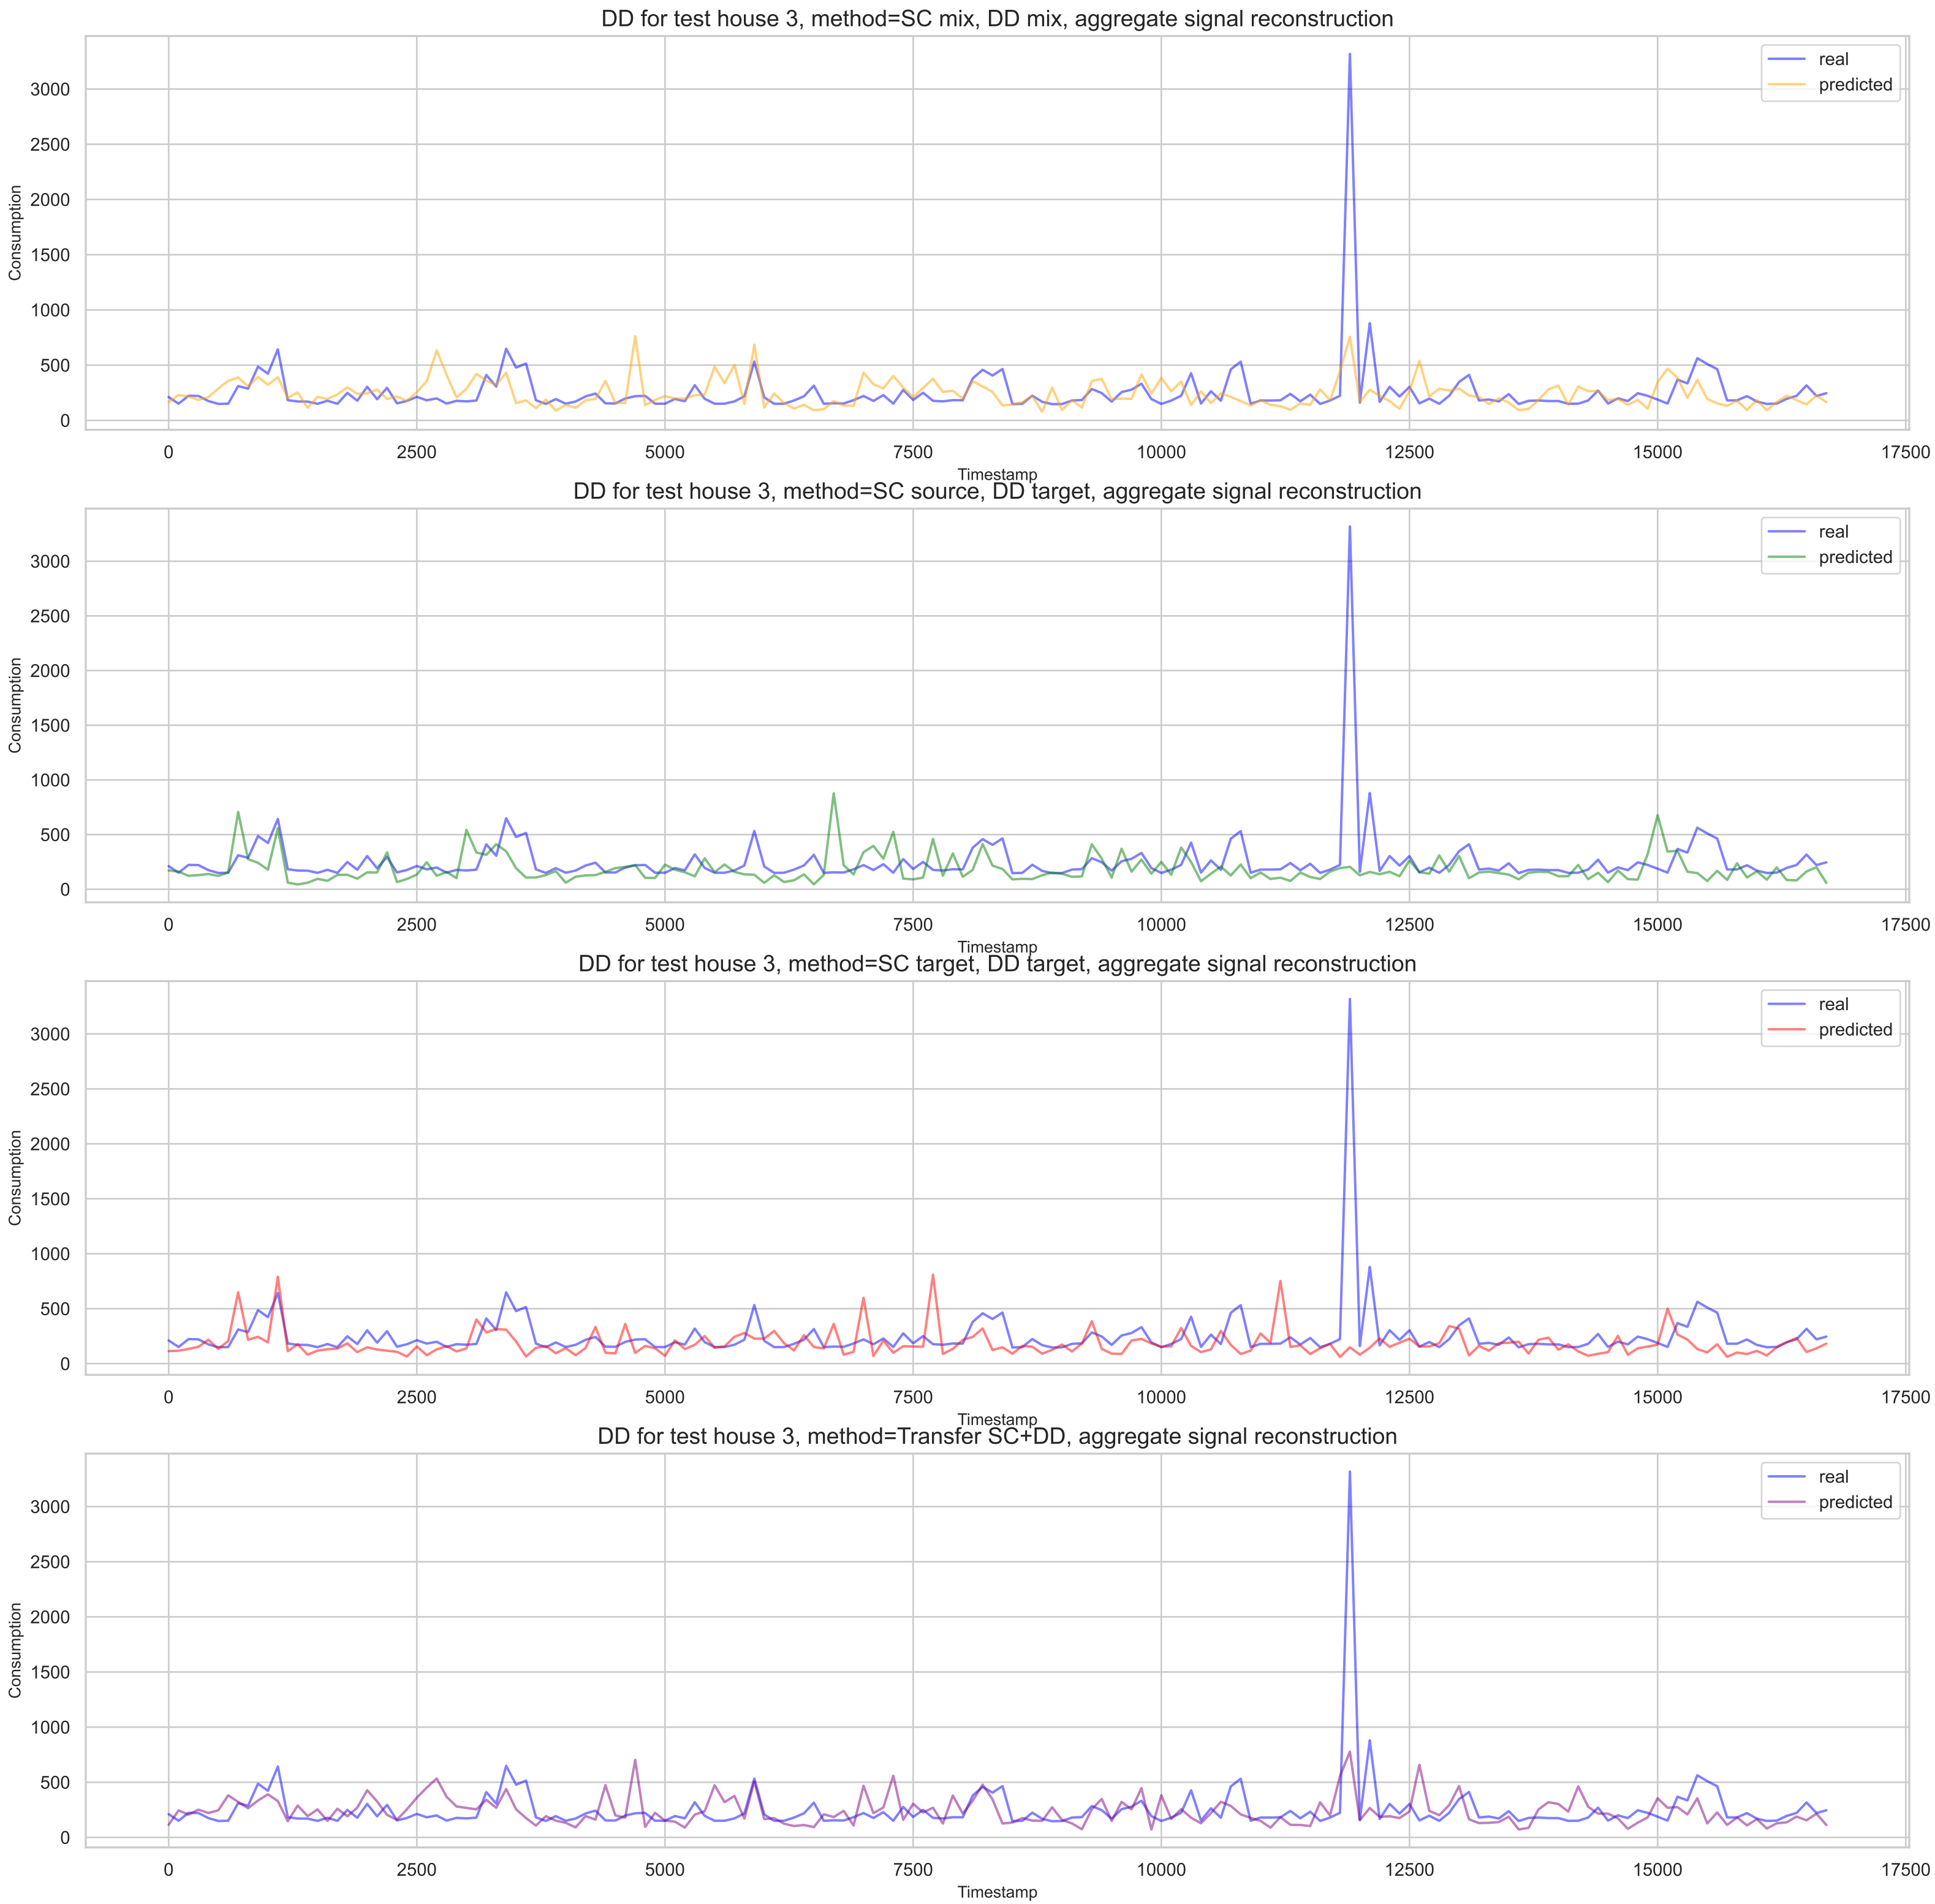 DD for test house 3, method=SC mix, DD mix, aggregate signal reconstruction
real
predicted
3000
2500
2000
1500
1000
500
0
Consumption
0 2500 5000 7500 10000 12500 15000 17500
Timestamp
DD for test house 3, method=SC source, DD target, aggregate signal reconstruction
real
predicted
3000
2500
2000
1500
1000
500
0
Consumption
0 2500 5000 7500 10000 12500 15000 17500
Timestamp
DD for test house 3, method=SC target, DD target, aggregate signal reconstruction
real
predicted
3000
2500
2000
1500
1000
500
0
Consumption
0 2500 5000 7500 10000 12500 15000 17500
Timestamp
DD for test house 3, method=Transfer SC+DD, aggregate signal reconstruction
real
predicted
3000
2500
2000
1500
1000
500
0
Consumption
0 2500 5000 7500 10000 12500 15000 17500
Timestamp